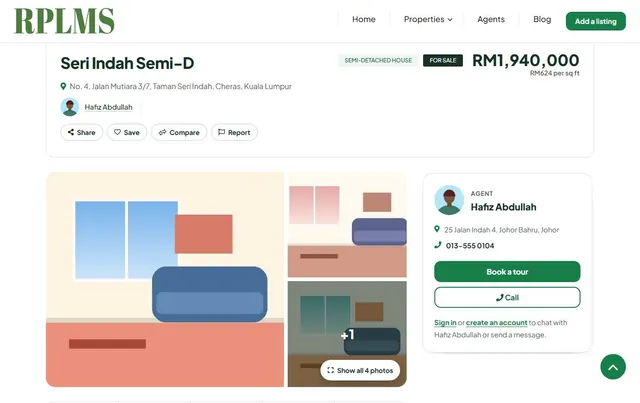 RPLMS
Home
Properties
Agents
Blog
Add a listing
Seri Indah Semi-D
SEMI-DETACHED HOUSE
FOR SALE
RM1,940,000
RM624 per sq ft
No. 4, Jalan Mutiara 3/7, Taman Seri Indah, Cheras, Kuala Lumpur
Hafiz Abdullah
Share
Save
Compare
Report
+1
Show all 4 photos
AGENT
Hafiz Abdullah
25 Jalan Indah 4, Johor Bahru, Johor
013-555 0104
Book a tour
Call
Sign in or create an account to chat with
Hafiz Abdullah or send a message.